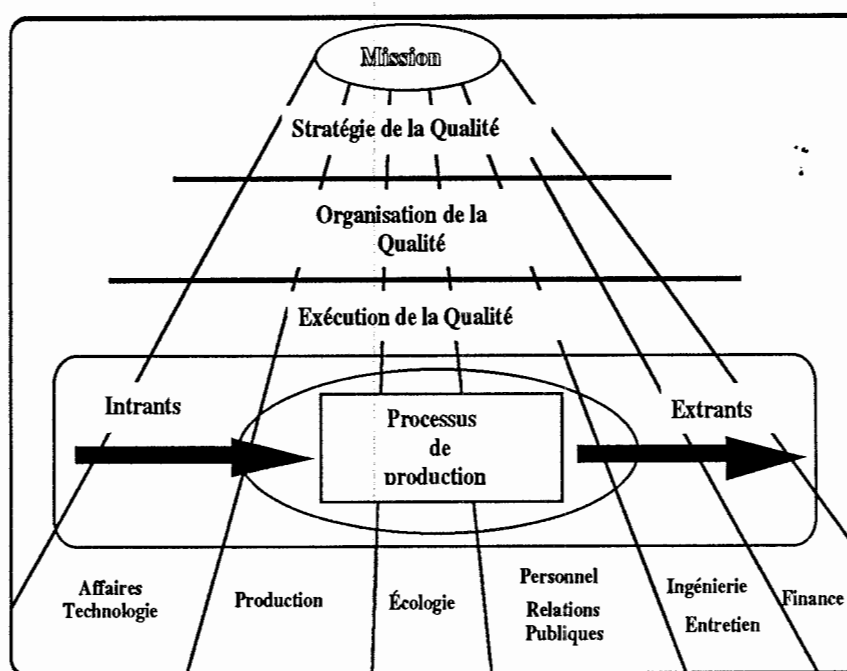 Mission
Stratégie de la Qualité
Organisation de la
Qualité
Exécution de la Qualité
Intrants
Processus
de
production
Extrants
Affaires
Technologie
Production
Écologie
Personnel
Relations
Publiques
Ingénierie
Entretien
Finance